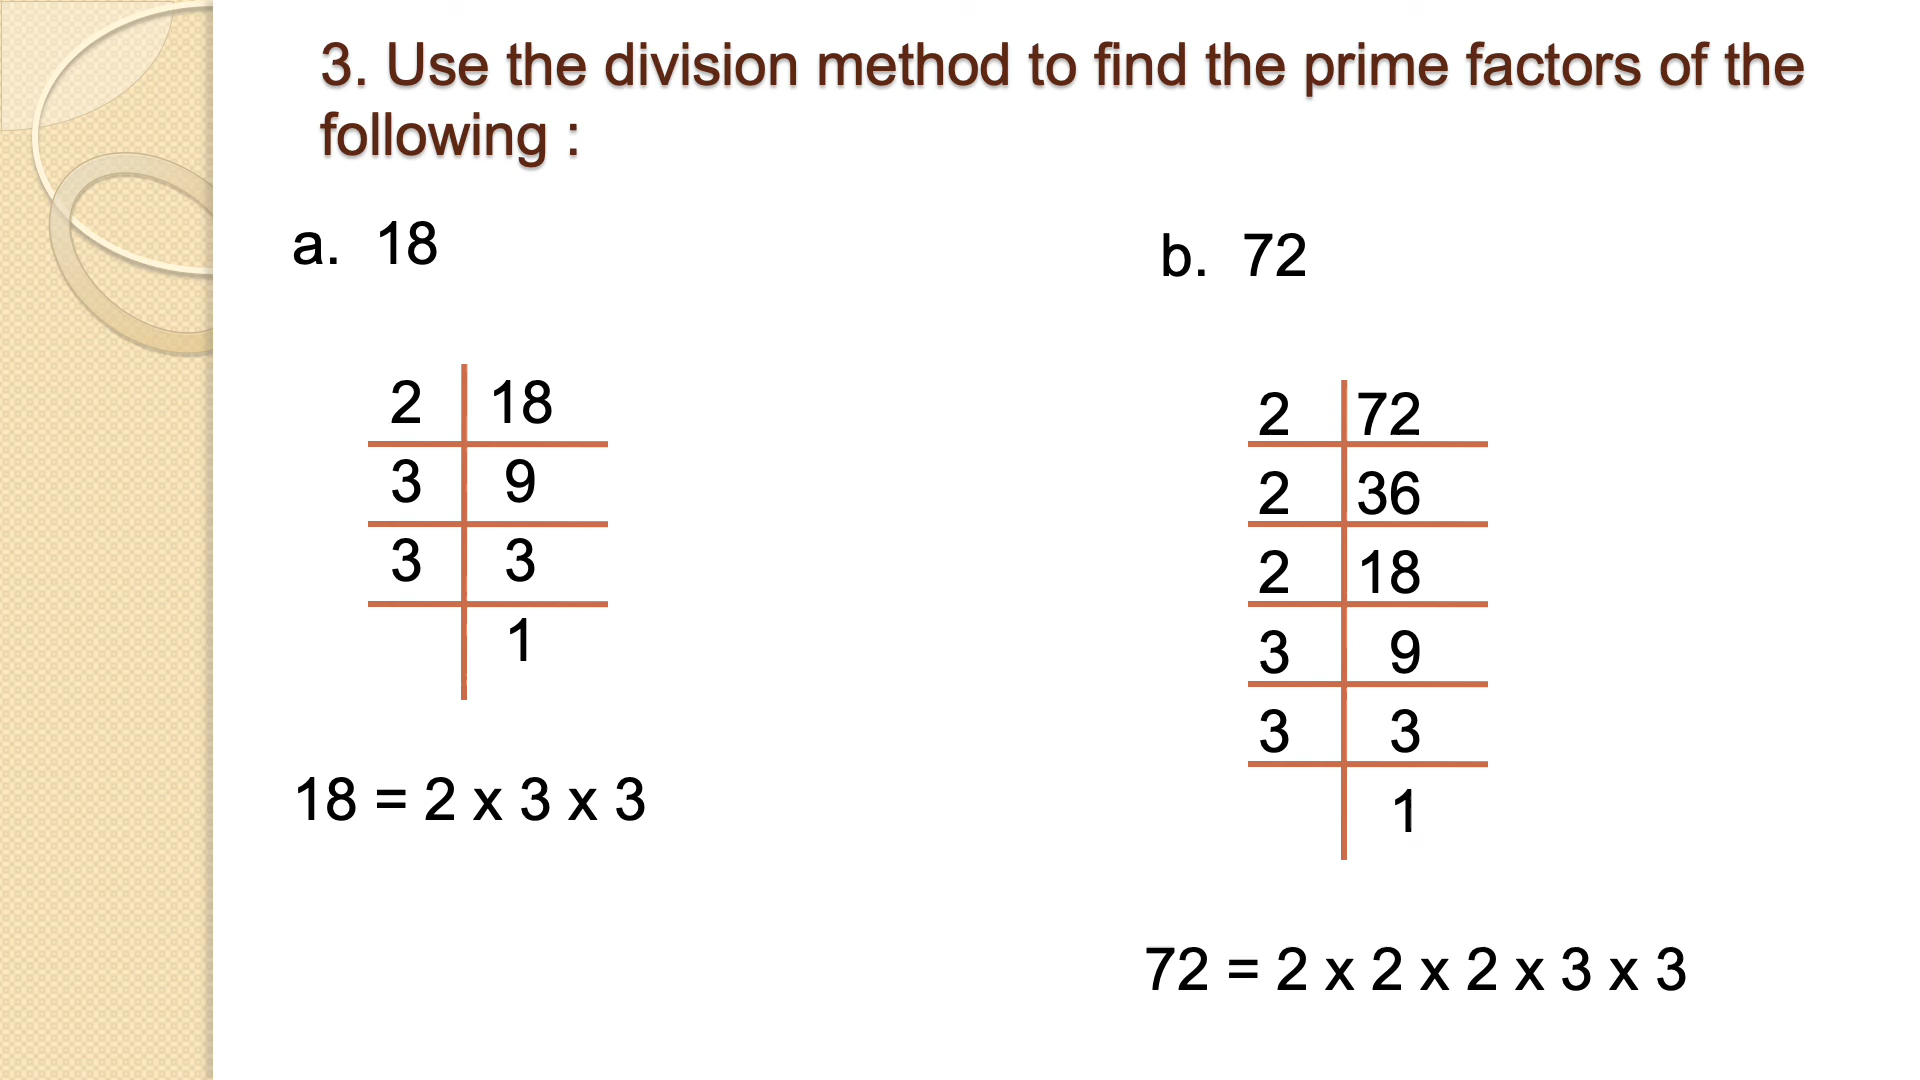 3. Use the division method to find the prime factors of the
following :
a. 18
2 18
3 9
3 3
1
18 = 2 x 3 x 3
b. 72
2 72
2 36
2 18
3 9
3 3
1
72 = 2 x 2 x 2 x 3 x 3